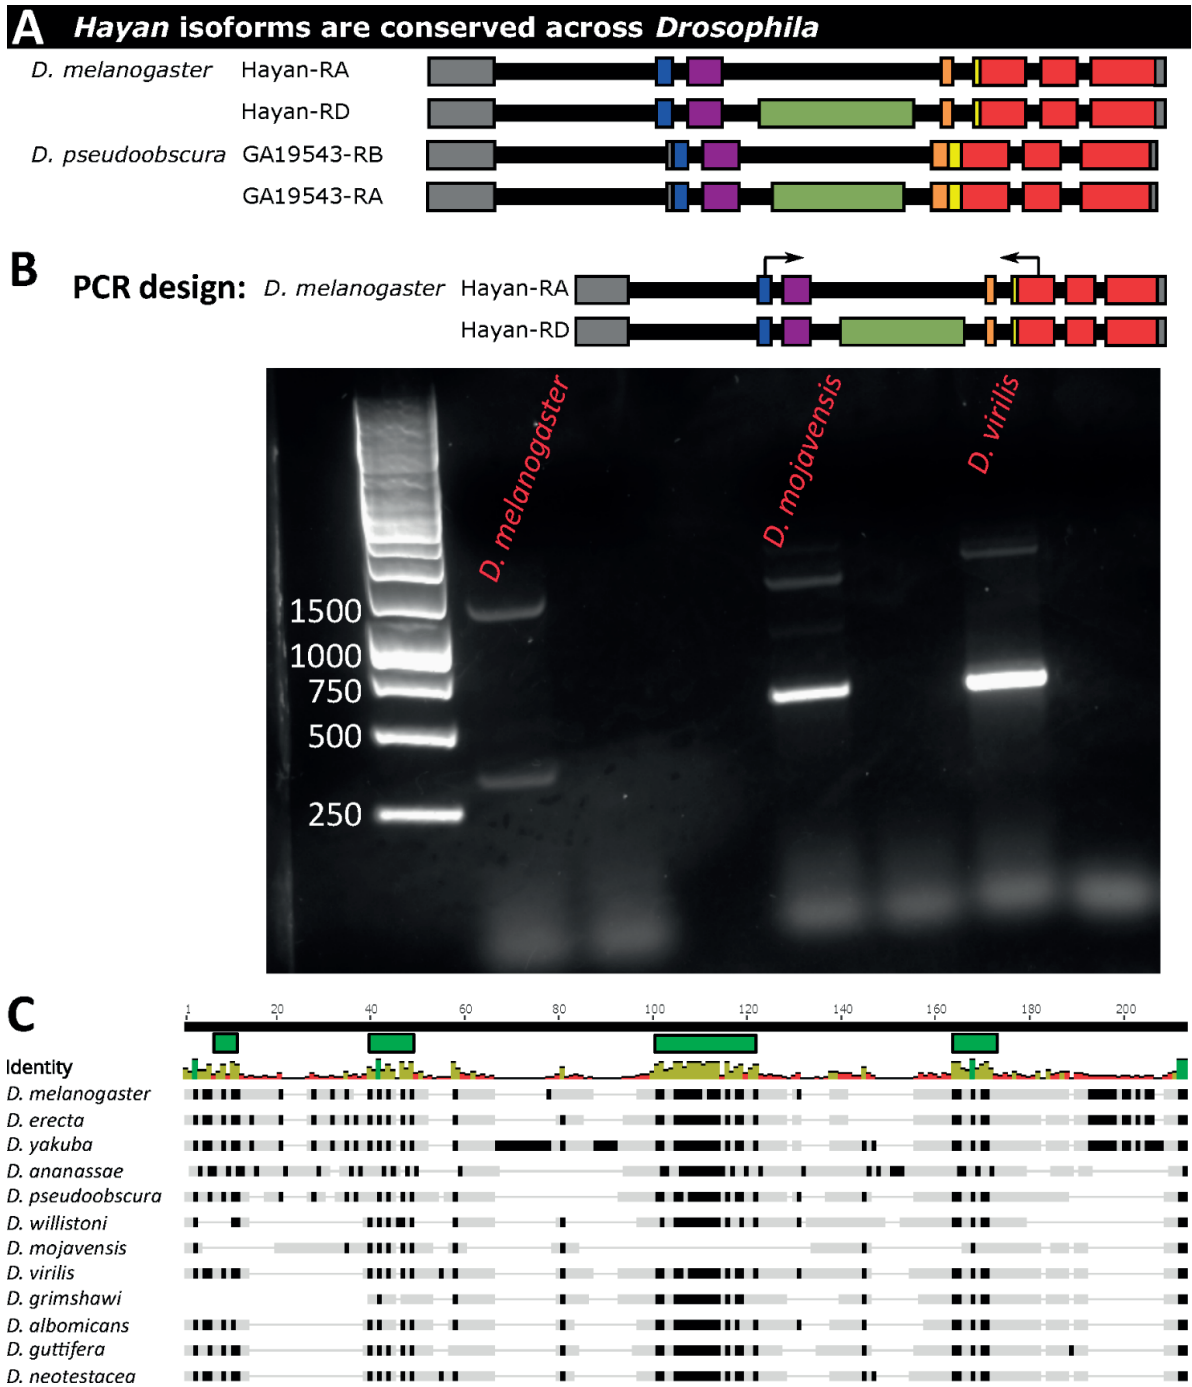 A Hayan isoforms are conserved across Drosophila
D. melanogaster Hayan-RA
Hayan-RD
D. pseudoobscura GA19543-RB
GA19543-RA
B PCR design: D. melanogaster Hayan-RA
Hayan-RD
D. melanogaster
D. mojavensis
D. virilis
1500
1000
750
500
250
C 1 20 40 60 80 100 120 140 160 180 200
Identity
D. melanogaster
D. erecta
D. yakuba
D. ananassae
D. pseudoobscura
D. willistoni
D. mojavensis
D. virilis
D. grimshawi
D. albomicans
D. guttifera
D. neotestacea